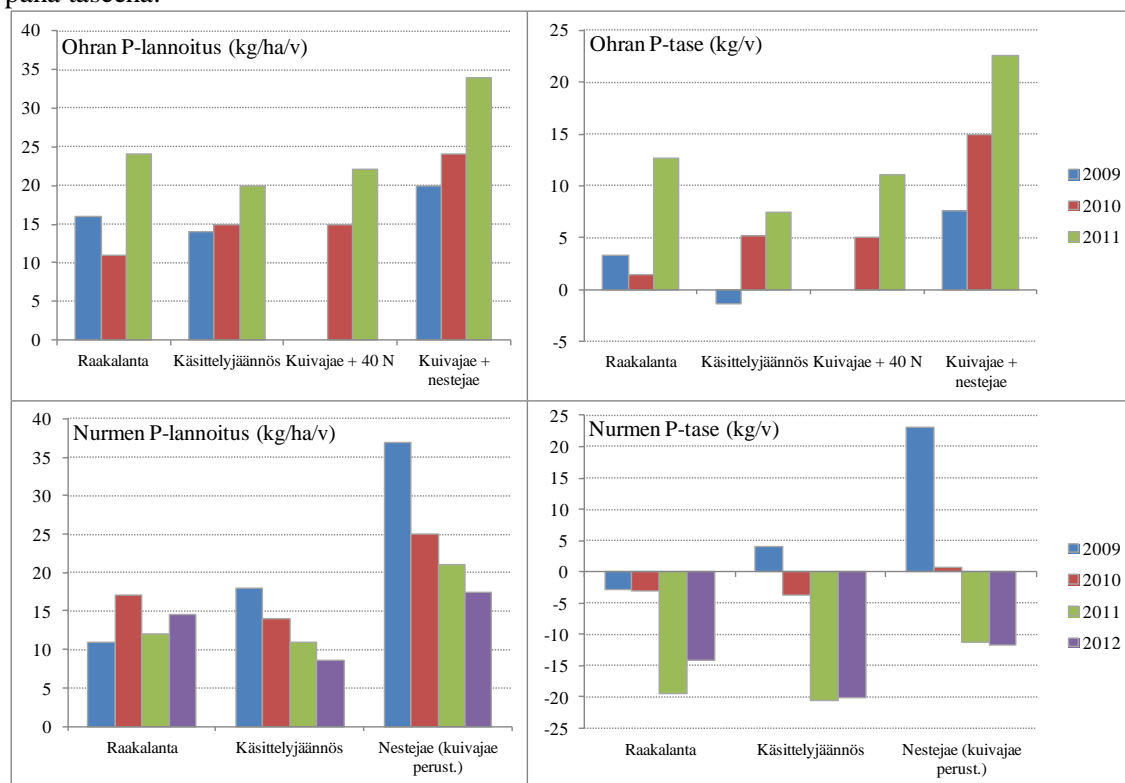 pana taseena.
Ohran P-lannoitus (kg/ha/v)
40
35
30
25
20
15
10
5
0
Raakalanta
Käsittelyjäännös
Kuivajae + 40 N
Kuivajae +
nestejae
Ohran P-tase (kg/v)
25
20
15
10
5
0
-5
Raakalanta
Käsittelyjäännös
Kuivajae + 40 N
Kuivajae +
nestejae
2009
2010
2011
Nurmen P-lannoitus (kg/ha/v)
40
35
30
25
20
15
10
5
0
Raakalanta
Käsittelyjäännös
Nestejae (kuivajae
perust.)
Nurmen P-tase (kg/v)
25
20
15
10
5
0
-5
-10
-15
-20
-25
Raakalanta
Käsittelyjäännös
Nestejae (kuivajae
perust.)
2009
2010
2011
2012